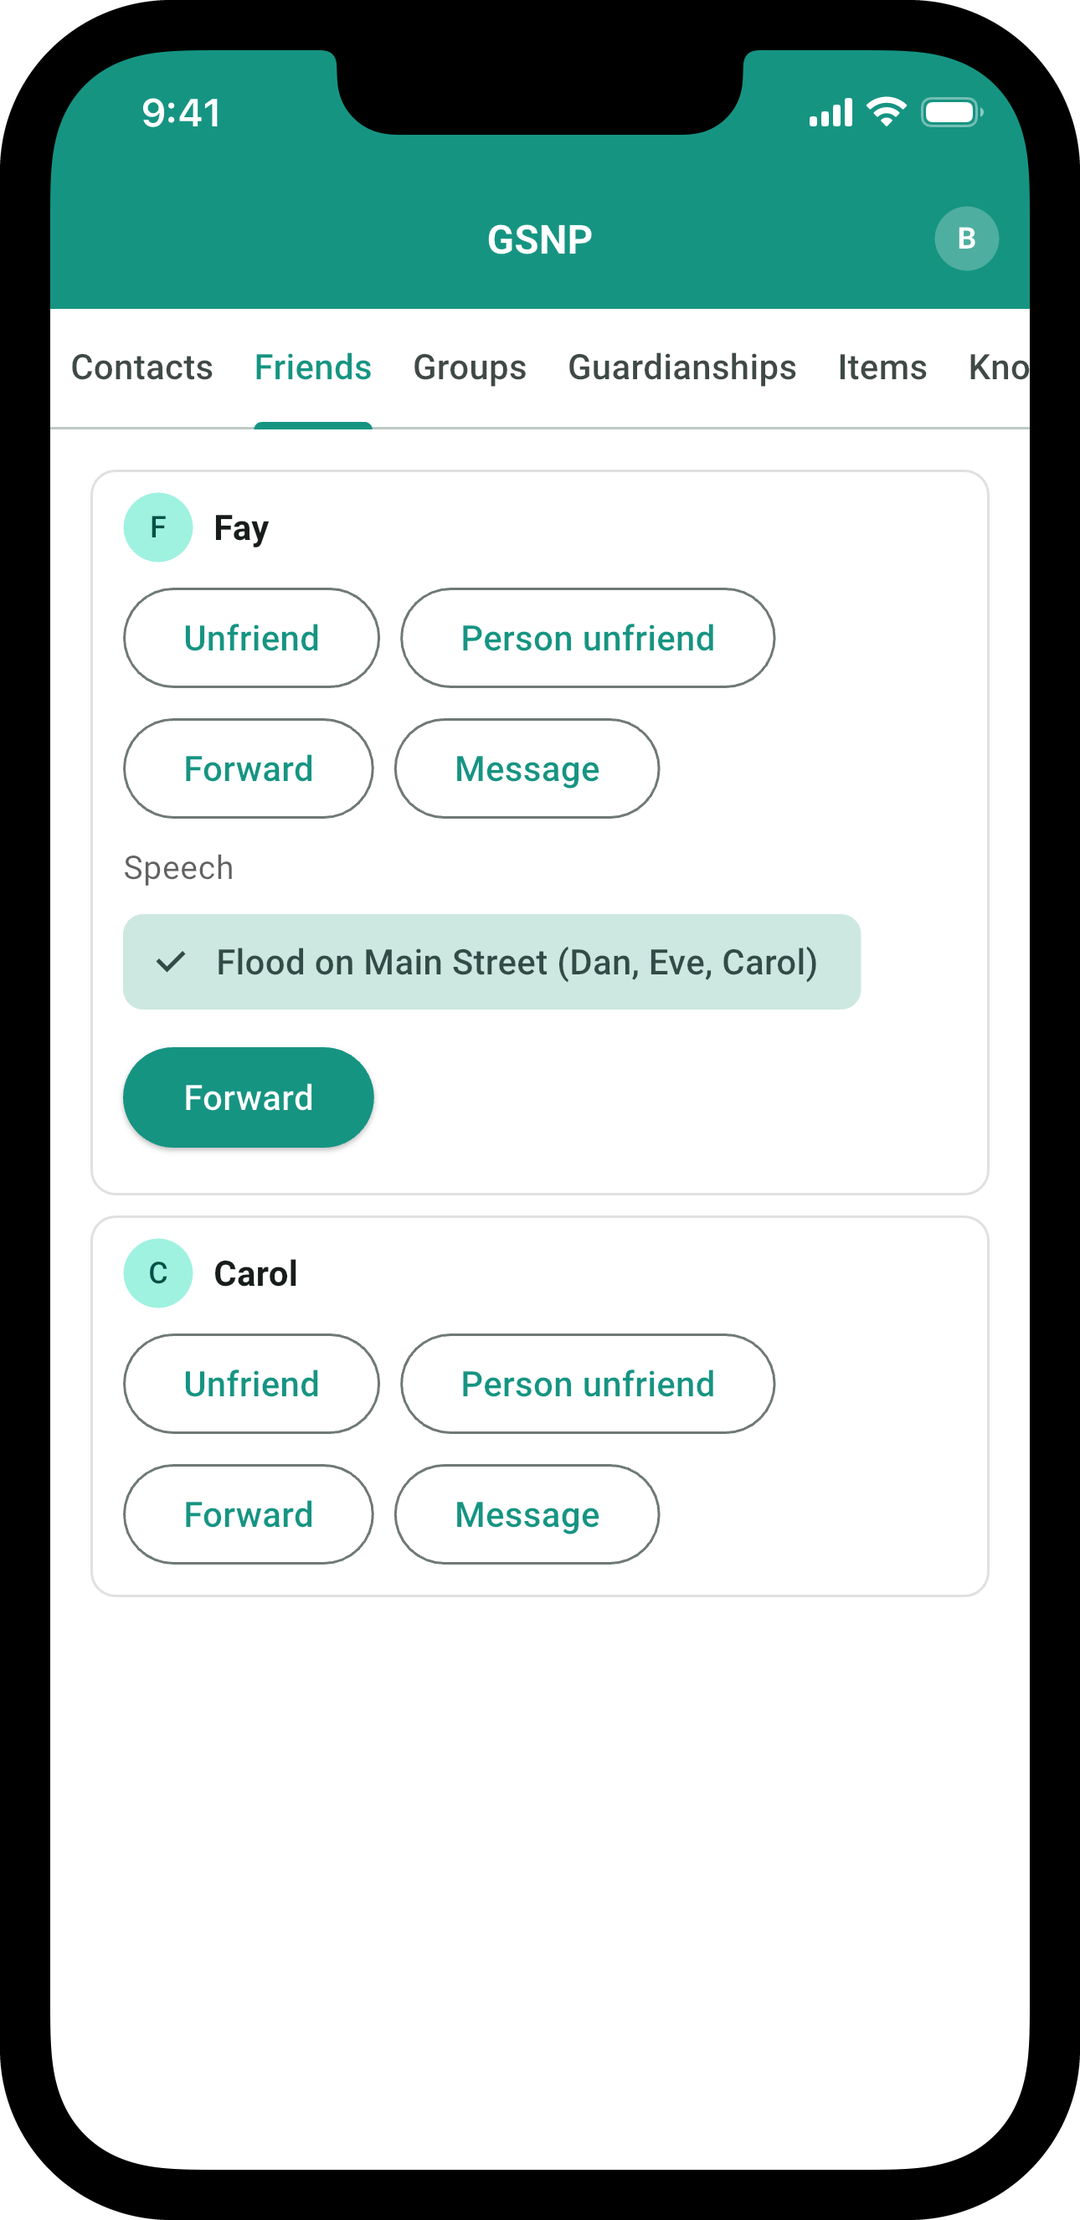 9:41
GSNP
B
Contacts Friends Groups Guardianships Items Kno
F Fay
Unfriend Person unfriend
Forward Message
Speech
Flood on Main Street (Dan, Eve, Carol)
Forward
C Carol
Unfriend Person unfriend
Forward Message